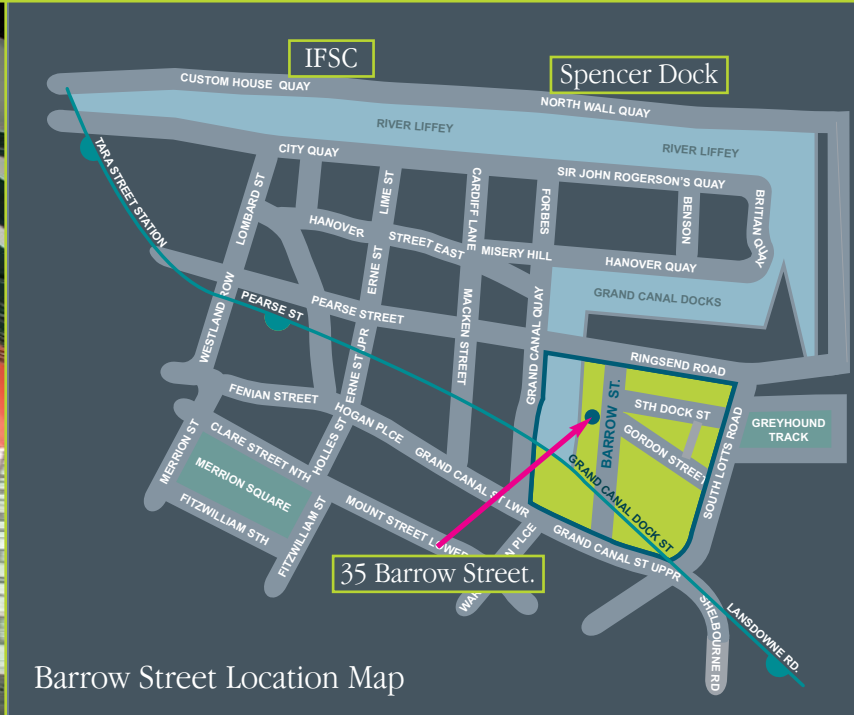 IFSC
Spencer Dock
CUSTOM HOUSE QUAY
NORTH WALL QUAY
RIVER LIFFEY
RIVER LIFFEY
CITY QUAY
SIR JOHN ROGERSON'S QUAY
TARA STREET STATION
LOMBARD ST
LIME ST
CARDIFF LANE
FORBES
BENSON
BRITIAN QUAY
HANOVER
STREET EAST
MISERY HILL
HANOVER QUAY
ERNE ST
GRAND CANAL DOCKS
WESTLAND ROW
PEARSE ST
PEARSE STREET
MACKEN STREET
GRAND CANAL QUAY
RINGSEND ROAD
ERNE ST UPR
FENIAN STREET
HOGAN PLCE
BARROW ST.
STH DOCK ST
GORDON STREET
SOUTH LOTTS ROAD
GREYHOUND
TRACK
MERRION ST
CLARE STREET NTH
HOLLES ST
GRAND CANAL ST LWR
GRAND CANAL DOCK ST
MERRION SQUARE
FITZWILLIAM STH
FITZWILLIAM ST
MOUNT STREET LOWER
GRAND CANAL ST UPPR
PLCE
35 Barrow Street.
SHELBOURNE RD
LANSDOWNE RD.
Barrow Street Location Map